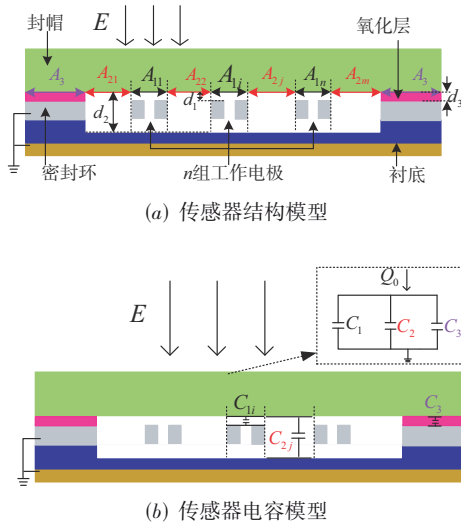 封帽
E
氧化层
A3
A21
A11
A22
A1j
A2j
A1n
A2m
A3
d1
d2
d3
密封环
n组工作电极
衬底
(a) 传感器结构模型
Q0
C1
C2
C3
E
C1j
C2j
C3
(b) 传感器电容模型